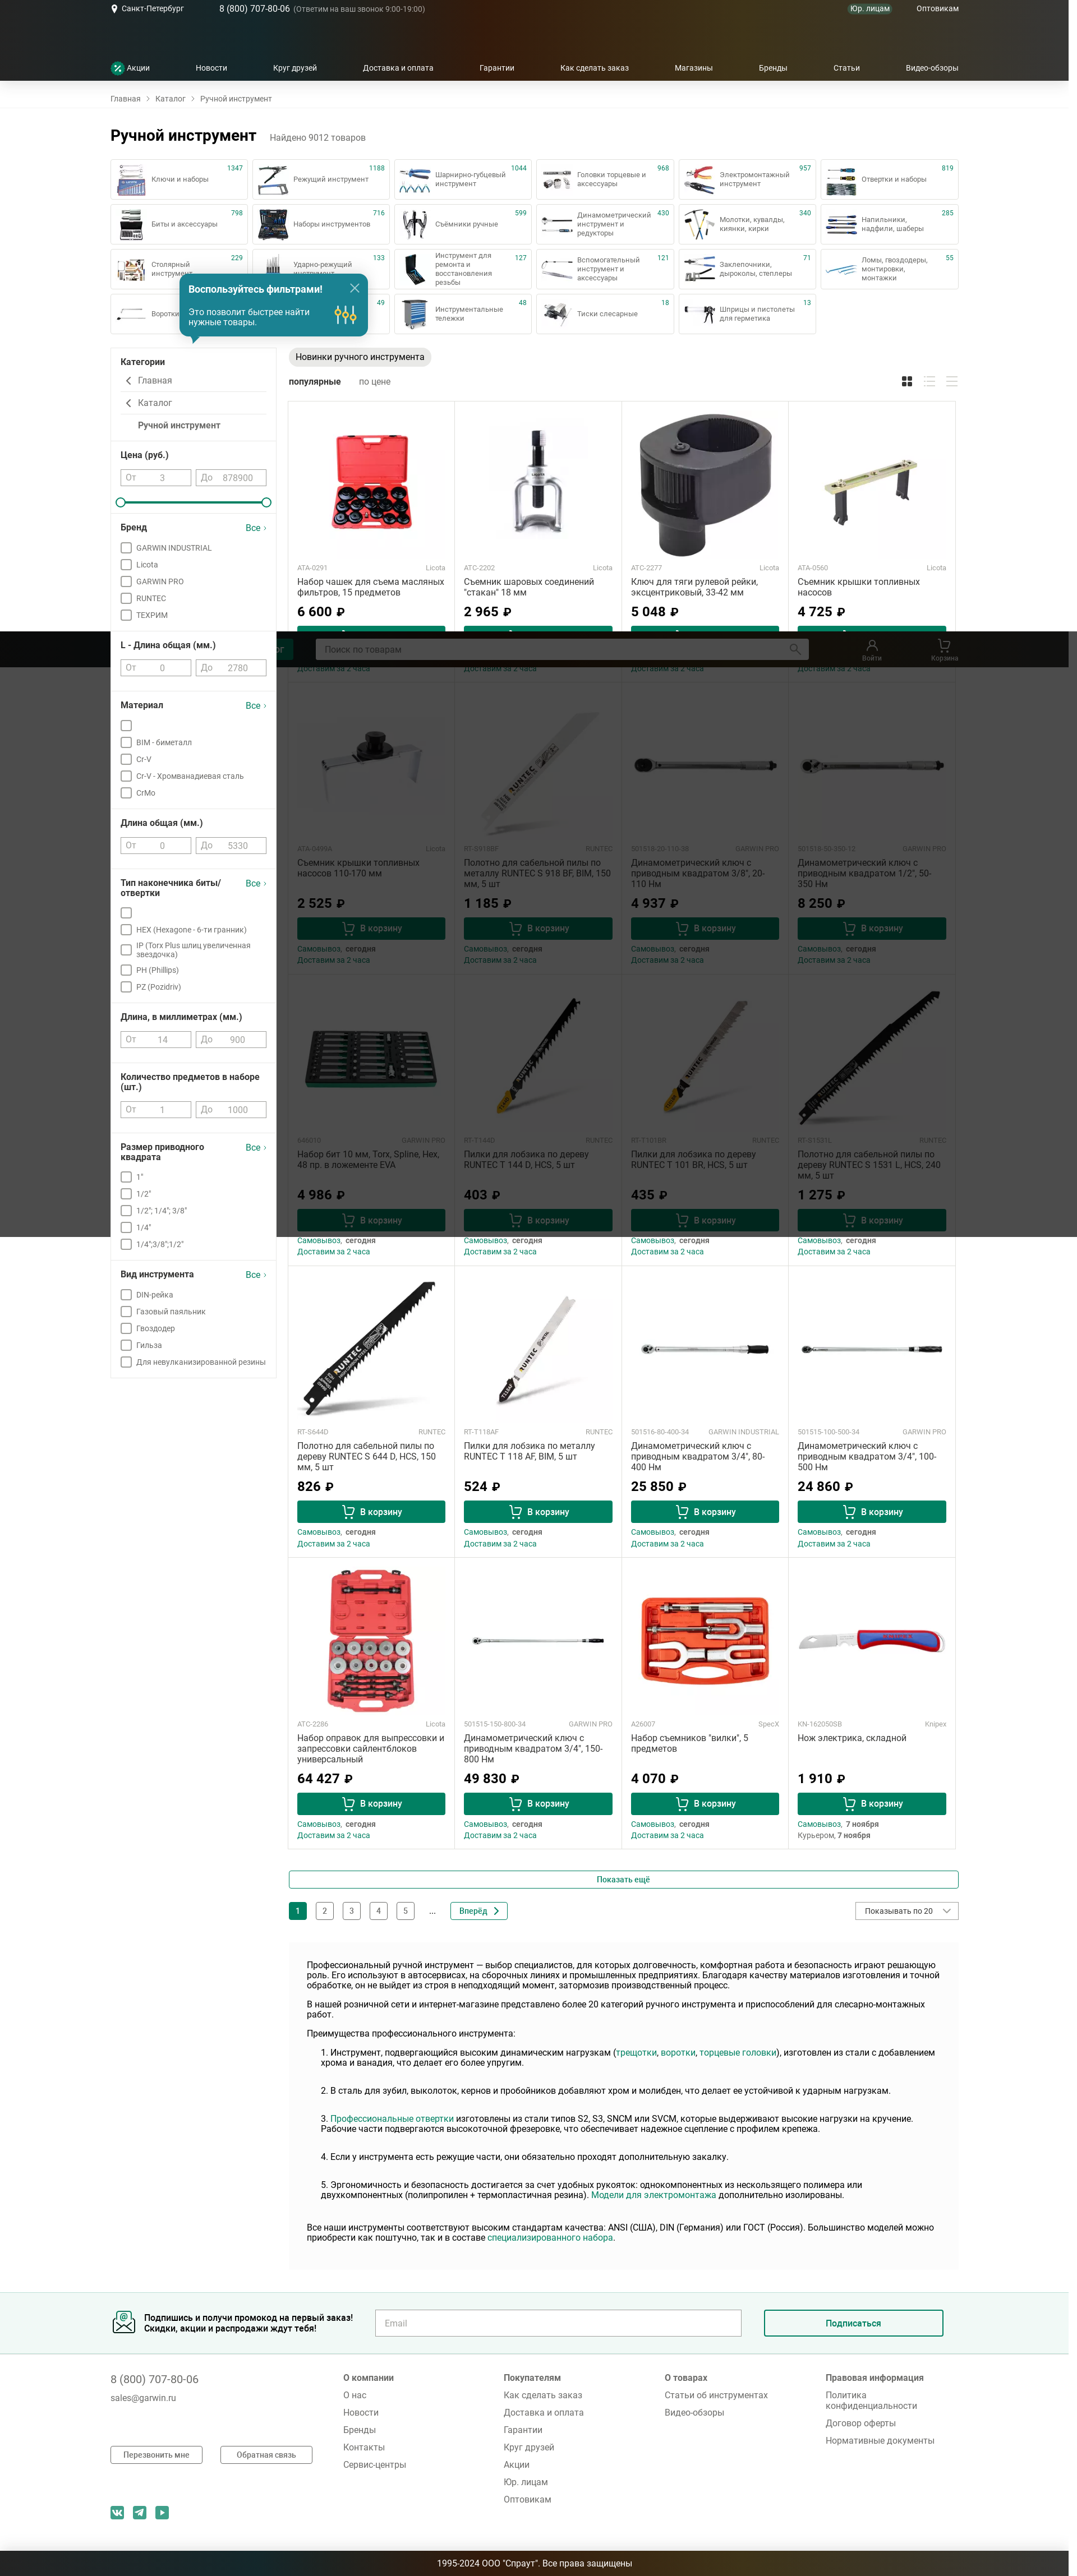 Санкт-Петербург
8 (800) 707-80-06 (Ответим на ваш звонок 9:00-19:00)
Юр. лицам
Оптовикам
Акции
Новости
Круг друзей
Доставка и оплата
Гарантии
Как сделать заказ
Магазины
Бренды
Статьи
Видео-обзоры
Главная
Каталог
Ручной инструмент
Ручной инструмент
Найдено 9012 товаров
Ключи и наборы
1347
Режущий инструмент
1188
Шарнирно-губцевый инструмент
1044
Головки торцевые и аксессуары
968
Электромонтажный инструмент
957
Отвертки и наборы
819
Биты и аксессуары
798
Наборы инструментов
716
Съёмники ручные
599
Динамометрический инструмент и редукторы
430
Молотки, кувалды, киянки, кирки
340
Напильники, надфили, шаберы
285
Столярный инструмент
229
Ударно-режущий инструмент
133
Инструмент для ремонта и восстановления резьбы
127
Вспомогательный инструмент и аксессуары
121
Заклепочники, дыроколы, степлеры
71
Ломы, гвоздодеры, монтировки, монтажки
55
Воротки
49
Инструментальные тележки
48
Тиски слесарные
18
Шприцы и пистолеты для герметика
13
Воспользуйтесь фильтрами!
Это позволит быстрее найти нужные товары.
Категории
Главная
Каталог
Ручной инструмент
Цена (руб.)
От 3
До 878900
Бренд
Все
GARWIN INDUSTRIAL
Licota
GARWIN PRO
RUNTEC
ТЕХРИМ
L - Длина общая (мм.)
От 0
До 2780
Материал
Все
BIM - биметалл
Cr-V
Cr-V - Хромванадиевая сталь
CrMo
Длина общая (мм.)
От 0
До 5330
Тип наконечника биты/отвертки
Все
HEX (Hexagone - 6-ти гранник)
IP (Torx Plus шлиц увеличенная звездочка)
PH (Phillips)
PZ (Pozidriv)
Длина, в миллиметрах (мм.)
От 14
До 900
Количество предметов в наборе (шт.)
От 1
До 1000
Размер приводного квадрата
Все
1"
1/2"
1/2"; 1/4"; 3/8"
1/4"
1/4";3/8";1/2"
Вид инструмента
Все
DIN-рейка
Газовый паяльник
Гвоздодер
Гильза
Для невулканизированной резины
Новинки ручного инструмента
популярные
по цене
ATA-0291
Licota
Набор чашек для съема масляных фильтров, 15 предметов
6 600 ₽
ATC-2202
Licota
Съемник шаровых соединений "стакан" 18 мм
2 965 ₽
ATC-2277
Licota
Ключ для тяги рулевой рейки, эксцентриковый, 33-42 мм
5 048 ₽
ATA-0560
Licota
Съемник крышки топливных насосов
4 725 ₽
Поиск по товарам
Войти
Корзина
Доставим за 2 часа
Доставим за 2 часа
Доставим за 2 часа
Доставим за 2 часа
Licota
Съемник крышки топливных насосов 110-170 мм
2 525 ₽
В корзину
Самовывоз, сегодня
Доставим за 2 часа
RUNTEC
Полотно для сабельной пилы по металлу RUNTEC S 918 BF, BIM, 150 мм, 5 шт
1 185 ₽
В корзину
Самовывоз, сегодня
Доставим за 2 часа
GARWIN PRO
Динамометрический ключ с приводным квадратом 3/8", 20-110 Нм
4 937 ₽
В корзину
Самовывоз, сегодня
Доставим за 2 часа
GARWIN PRO
Динамометрический ключ с приводным квадратом 1/2", 50-350 Нм
8 250 ₽
В корзину
Самовывоз, сегодня
Доставим за 2 часа
GARWIN PRO
Набор бит 10 мм, Torx, Spline, Hex, 48 пр. в ложементе EVA
4 986 ₽
В корзину
Самовывоз, сегодня
Доставим за 2 часа
RT-T144D
RUNTEC
Пилки для лобзика по дереву RUNTEC T 144 D, HCS, 5 шт
403 ₽
В корзину
Самовывоз, сегодня
Доставим за 2 часа
RT-T101BR
RUNTEC
Пилки для лобзика по дереву RUNTEC T 101 BR, HCS, 5 шт
435 ₽
В корзину
Самовывоз, сегодня
Доставим за 2 часа
RT-S1531L
RUNTEC
Полотно для сабельной пилы по дереву RUNTEC S 1531 L, HCS, 240 мм, 5 шт
1 275 ₽
В корзину
Самовывоз, сегодня
Доставим за 2 часа
RT-S644D
RUNTEC
Полотно для сабельной пилы по дереву RUNTEC S 644 D, HCS, 150 мм, 5 шт
826 ₽
В корзину
Самовывоз, сегодня
Доставим за 2 часа
RT-T118AF
RUNTEC
Пилки для лобзика по металлу RUNTEC T 118 AF, BIM, 5 шт
524 ₽
В корзину
Самовывоз, сегодня
Доставим за 2 часа
501516-80-400-34
GARWIN INDUSTRIAL
Динамометрический ключ с приводным квадратом 3/4", 80-400 Нм
25 850 ₽
В корзину
Самовывоз, сегодня
Доставим за 2 часа
501515-100-500-34
GARWIN PRO
Динамометрический ключ с приводным квадратом 3/4", 100-500 Нм
24 860 ₽
В корзину
Самовывоз, сегодня
Доставим за 2 часа
ATC-2286
Licota
Набор оправок для выпрессовки и запрессовки сайлентблоков универсальный
64 427 ₽
В корзину
Самовывоз, сегодня
Доставим за 2 часа
501515-150-800-34
GARWIN PRO
Динамометрический ключ с приводным квадратом 3/4", 150-800 Нм
49 830 ₽
В корзину
Самовывоз, сегодня
Доставим за 2 часа
A26007
SpecX
Набор съемников "вилки", 5 предметов
4 070 ₽
В корзину
Самовывоз, сегодня
Доставим за 2 часа
KN-162050SB
Knipex
Нож электрика, складной
1 910 ₽
В корзину
Самовывоз, 7 ноября
Курьером, 7 ноября
Показать ещё
1 2 3 4 5 ... Вперёд
Показывать по 20
Профессиональный ручной инструмент — выбор специалистов, для которых долговечность, комфортная работа и безопасность играют решающую роль. Его используют в автосервисах, на сборочных линиях и промышленных предприятиях. Благодаря качеству материалов изготовления и точной обработке, он не выйдет из строя в неподходящий момент, затормозив производственный процесс.
В нашей розничной сети и интернет-магазине представлено более 20 категорий ручного инструмента и приспособлений для слесарно-монтажных работ.
Преимущества профессионального инструмента:
1. Инструмент, подвергающийся высоким динамическим нагрузкам (трещотки, воротки, торцевые головки), изготовлен из стали с добавлением хрома и ванадия, что делает его более упругим.
2. В сталь для зубил, выколоток, кернов и пробойников добавляют хром и молибден, что делает ее устойчивой к ударным нагрузкам.
3. Профессиональные отвертки изготовлены из стали типов S2, S3, SNCM или SVCM, которые выдерживают высокие нагрузки на кручение. Рабочие части подвергаются высокоточной фрезеровке, что обеспечивает надежное сцепление с профилем крепежа.
4. Если у инструмента есть режущие части, они обязательно проходят дополнительную закалку.
5. Эргономичность и безопасность достигается за счет удобных рукояток: однокомпонентных из нескользящего полимера или двухкомпонентных (полипропилен + термопластичная резина). Модели для электромонтажа дополнительно изолированы.
Все наши инструменты соответствуют высоким стандартам качества: ANSI (США), DIN (Германия) или ГОСТ (Россия). Большинство моделей можно приобрести как поштучно, так и в составе специализированного набора.
Подпишись и получи промокод на первый заказ!
Скидки, акции и распродажи ждут тебя!
Email
Подписаться
8 (800) 707-80-06
sales@garwin.ru
Перезвонить мне
Обратная связь
О компании
О нас
Новости
Бренды
Контакты
Сервис-центры
Покупателям
Как сделать заказ
Доставка и оплата
Гарантии
Круг друзей
Акции
Юр. лицам
Оптовикам
О товарах
Статьи об инструментах
Видео-обзоры
Правовая информация
Политика конфиденциальности
Договор оферты
Нормативные документы
1995-2024 ООО "Спраут". Все права защищены